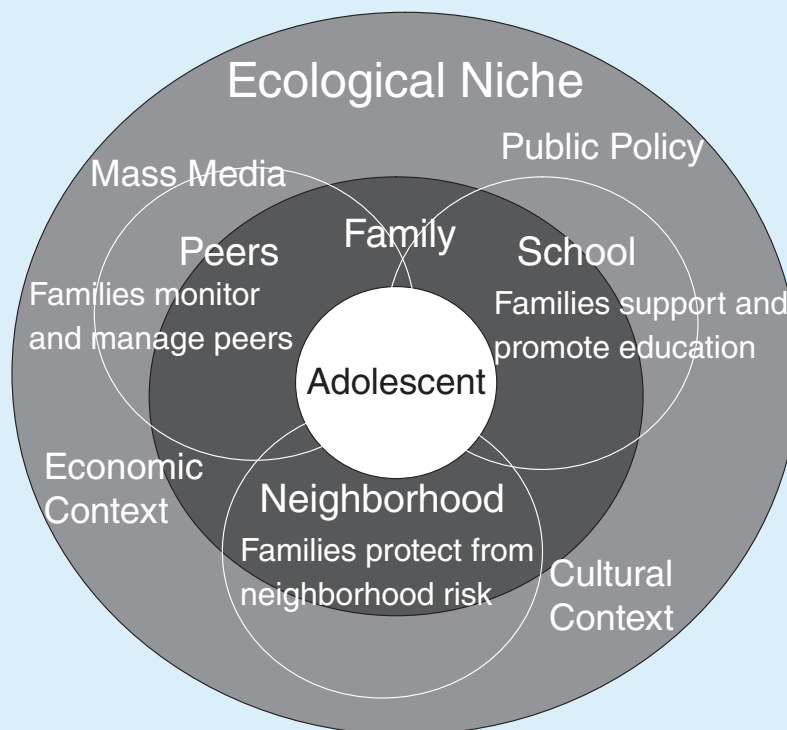 Ecological Niche
Public Policy
Mass Media
Family
Peers
School
Families monitor
and manage peers
Families support and
promote education
Adolescent
Economic
Context
Neighborhood
Families protect from
neighborhood risk
Cultural
Context